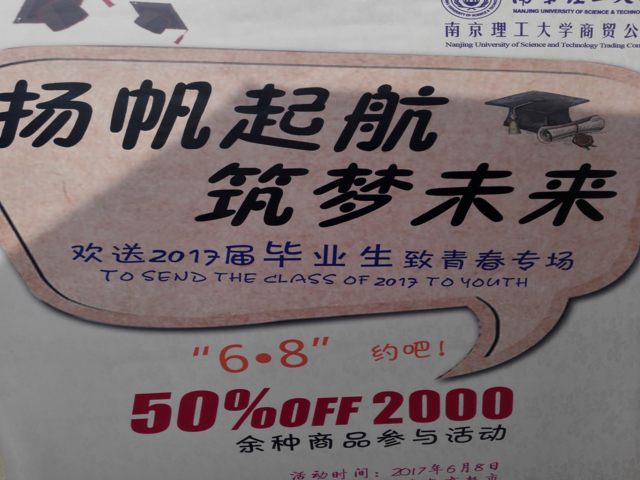 南京理工大学商贸公
Nanjing University of Science and Technology Trading Com
NANJING UNIVERSITY OF SCIENCE & TECHNO
扬帆起航
筑梦未来
欢送2017届毕业生致青春专场
TO SEND THE CLASS OF 2017 TO YOUTH
“6•8” 约吧!
50%OFF 2000
余种商品参与活动
活动时间：2017年6月8日